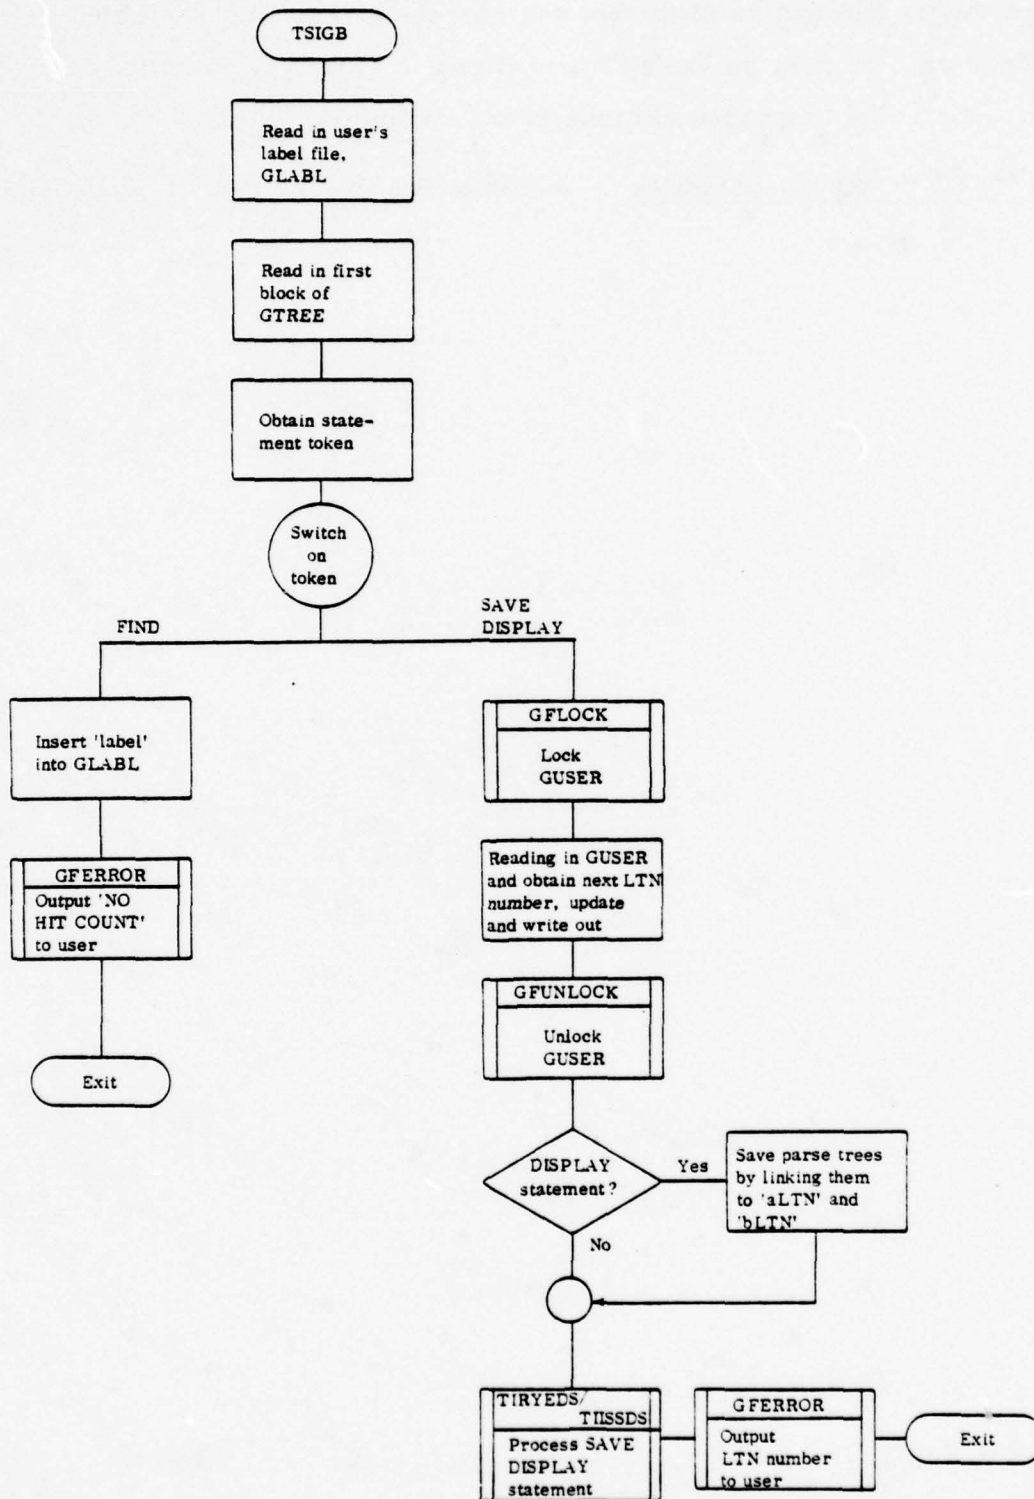 TSIGB
Read in user's
label file,
GLABL
Read in first
block of
GTREE
Obtain state-
ment token
Switch
on
token
FIND
SAVE
DISPLAY
Insert 'label'
into GLABL
GFERROR
Output 'NO
HIT COUNT'
to user
Exit
GFLOCK
Lock
GUSER
Reading in GUSER
and obtain next LTN
number, update
and write out
GFUNLOCK
Unlock
GUSER
DISPLAY
statement?
Yes
Save parse trees
by linking them
to 'aLTN' and
'bLTN'
No
TIRYEDS/
TIISSDS
Process SAVE
DISPLAY
statement
GFERROR
Output
LTN number
to user
Exit